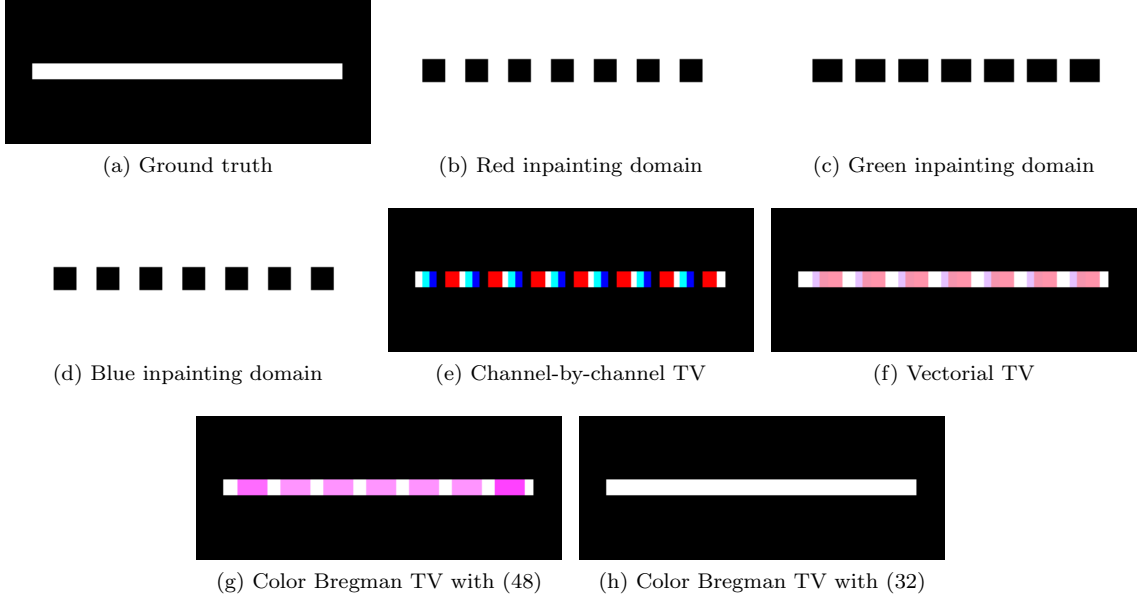 (a) Ground truth
(b) Red inpainting domain
(c) Green inpainting domain
(d) Blue inpainting domain
(e) Channel-by-channel TV
(f) Vectorial TV
(g) Color Bregman TV with (48)
(h) Color Bregman TV with (32)